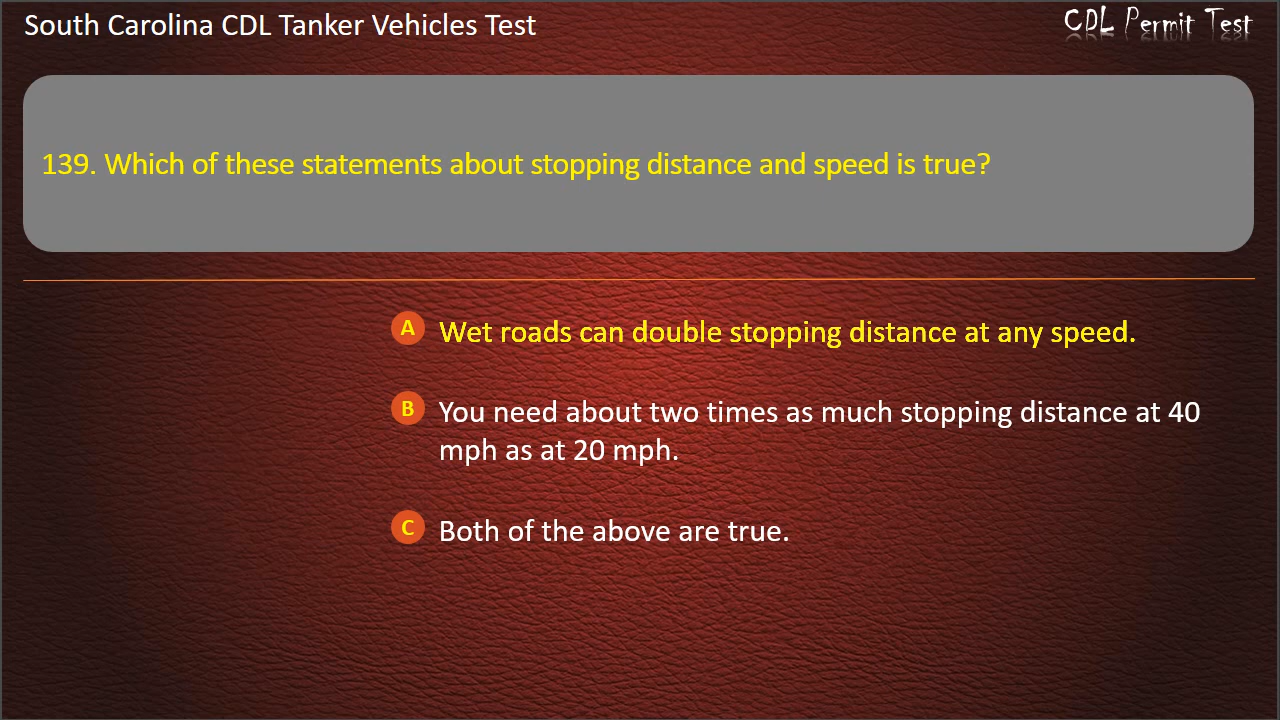 South Carolina CDL Tanker Vehicles Test
CDL Permit Test
139. Which of these statements about stopping distance and speed is true?
A Wet roads can double stopping distance at any speed.
B You need about two times as much stopping distance at 40
mph as at 20 mph.
C Both of the above are true.